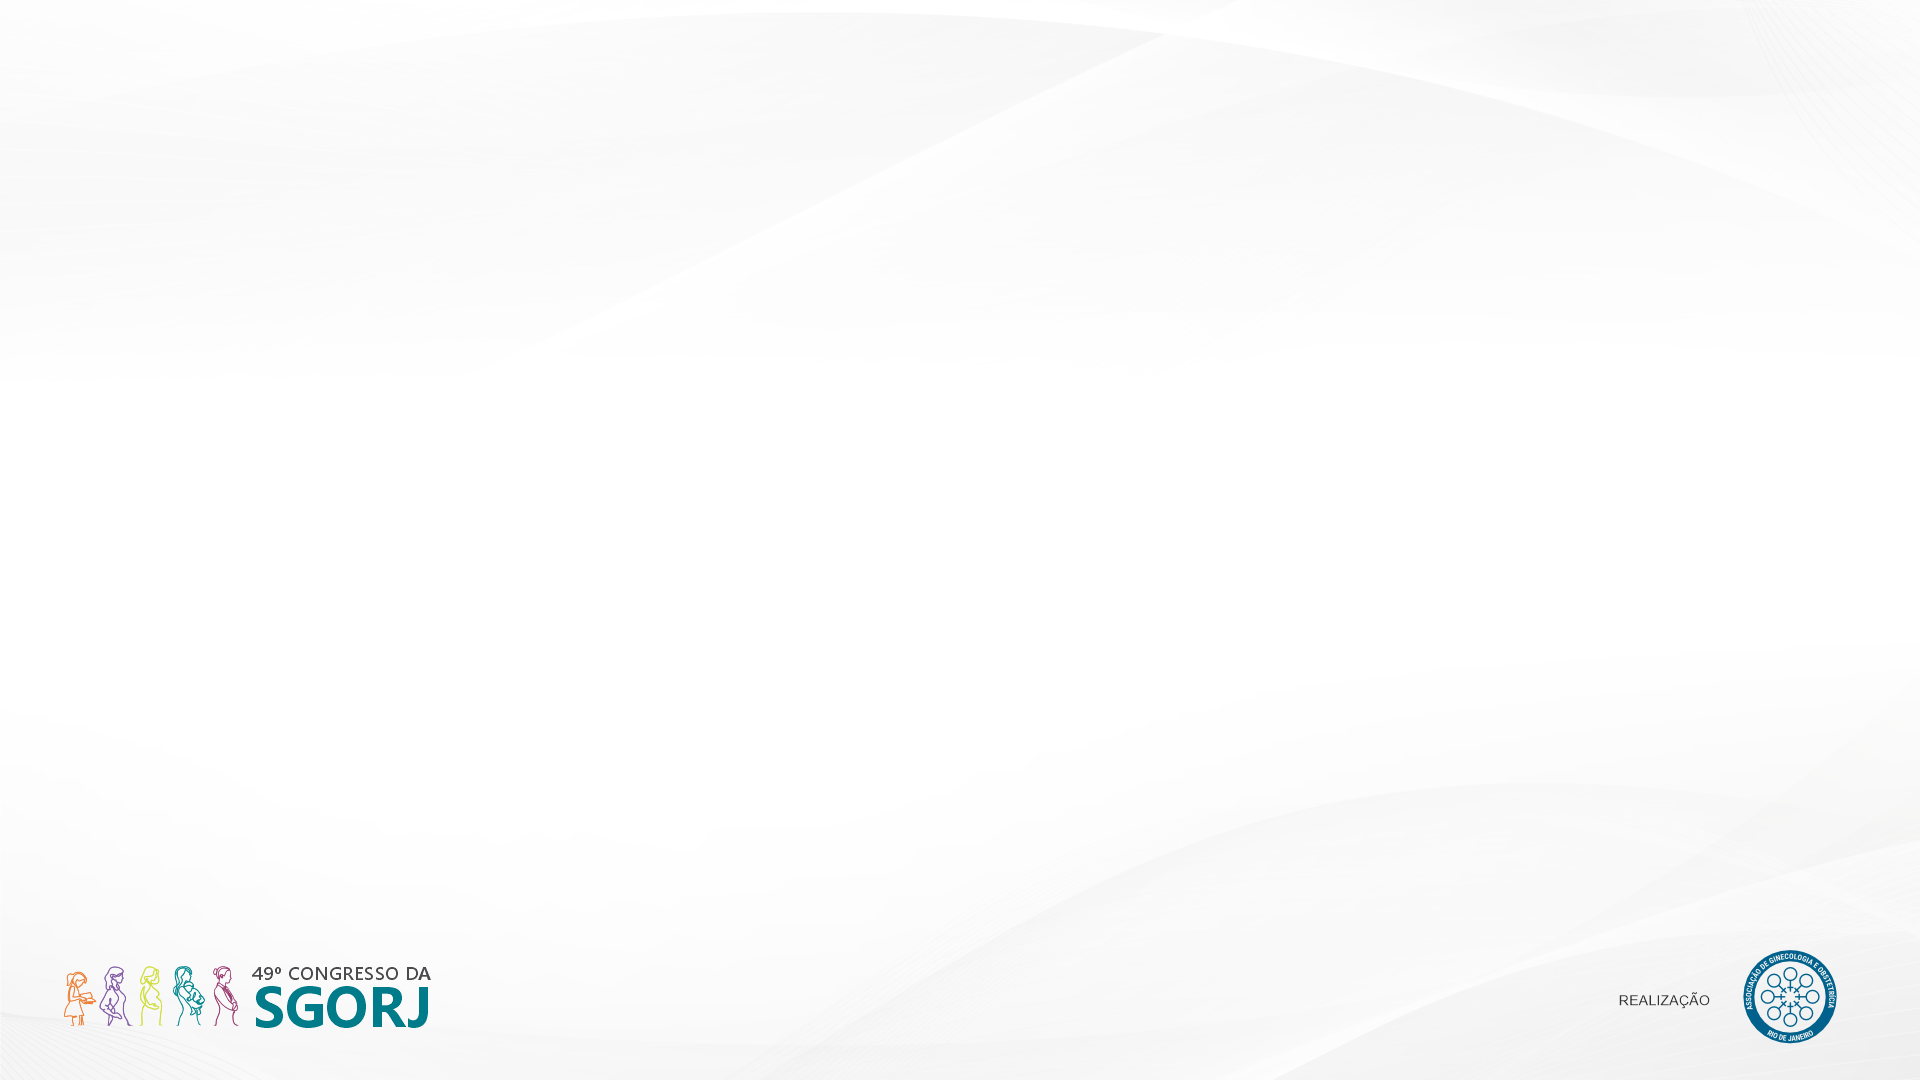 49º CONGRESSO DA
SGORJ
REALIZAÇÃO
ASSOCIAÇÃO DE GINECOLOGIA E OBSTETRÍCIA
RIO DE JANEIRO